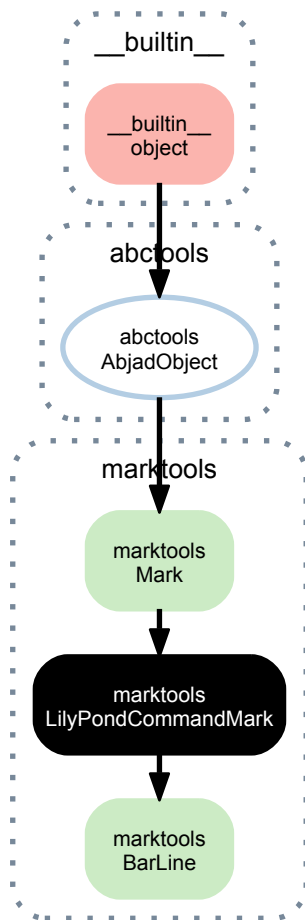 __builtin__
__builtin__
object
abctools
abctools
AbjadObject
marktools
marktools
Mark
marktools
LilyPondCommandMark
marktools
BarLine